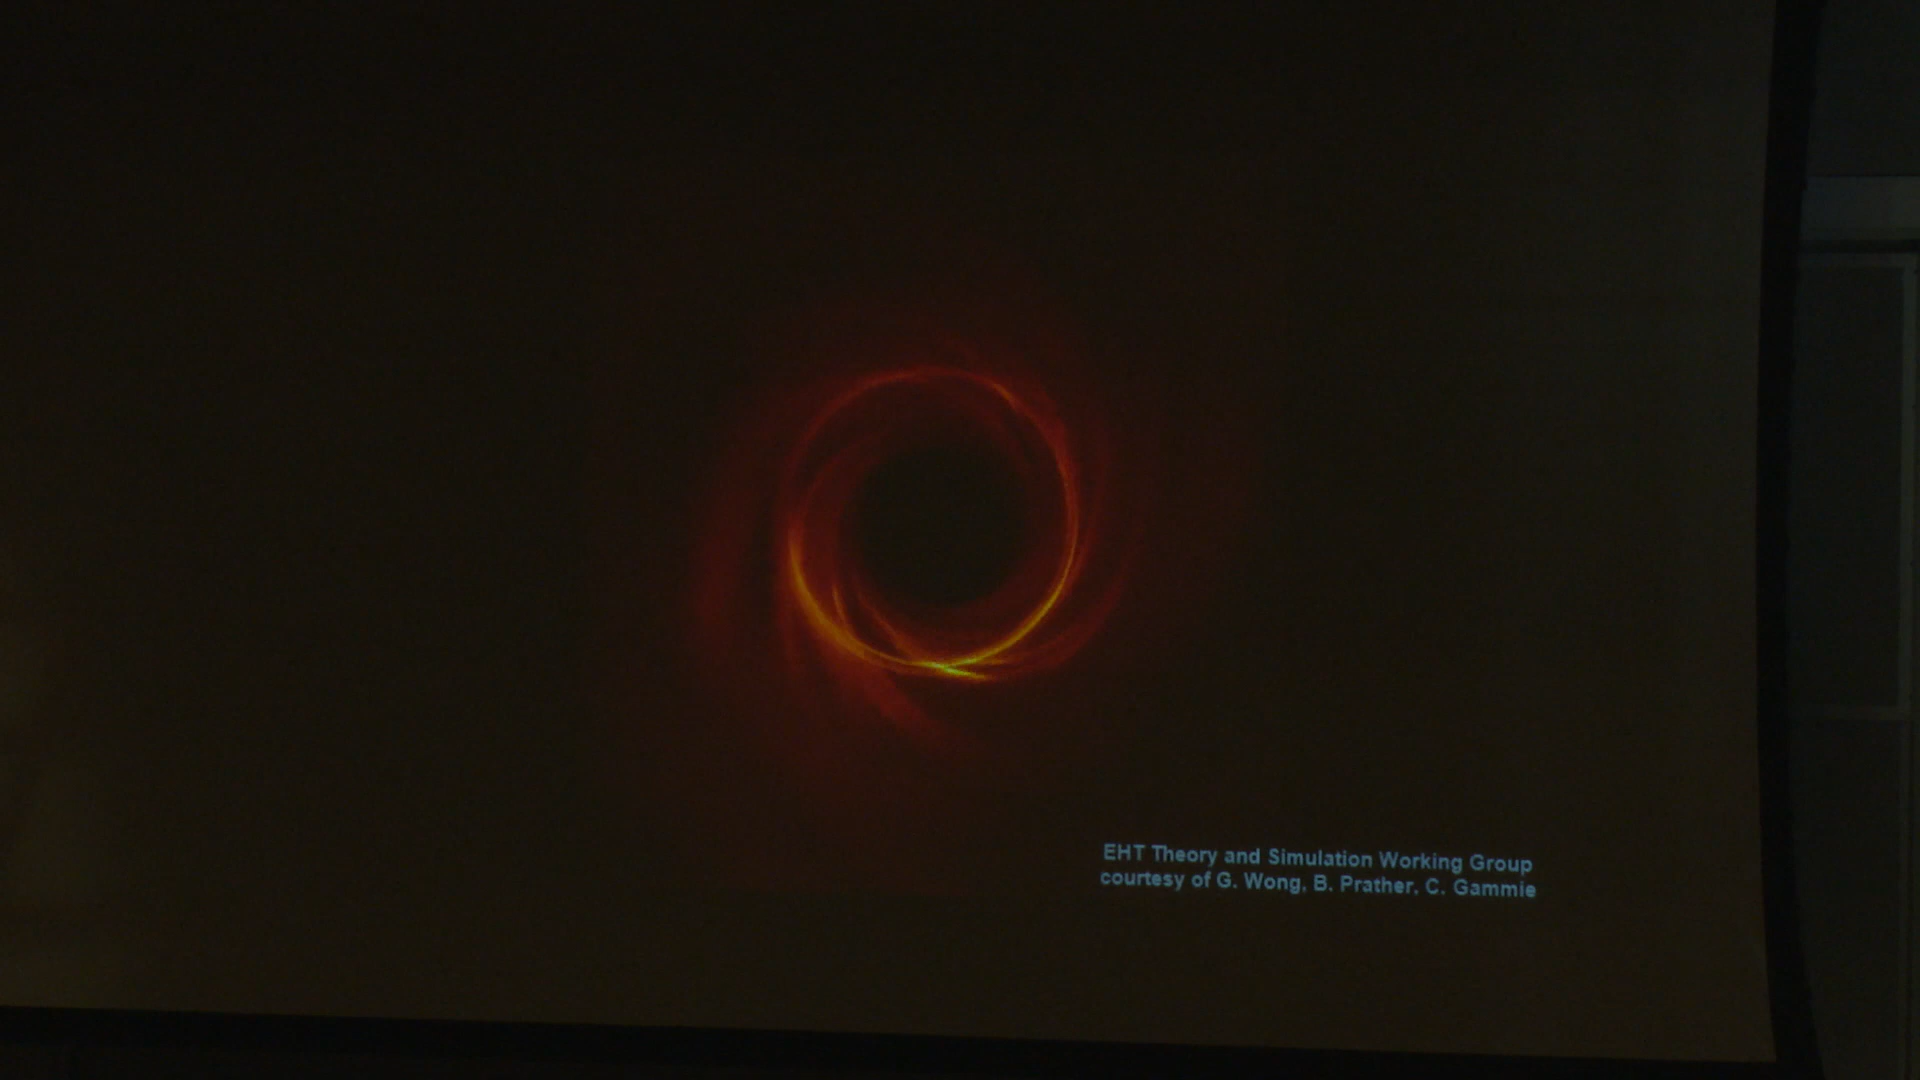 EHT Theory and Simulation Working Group
courtesy of G. Wong, B. Prather, C. Gammie